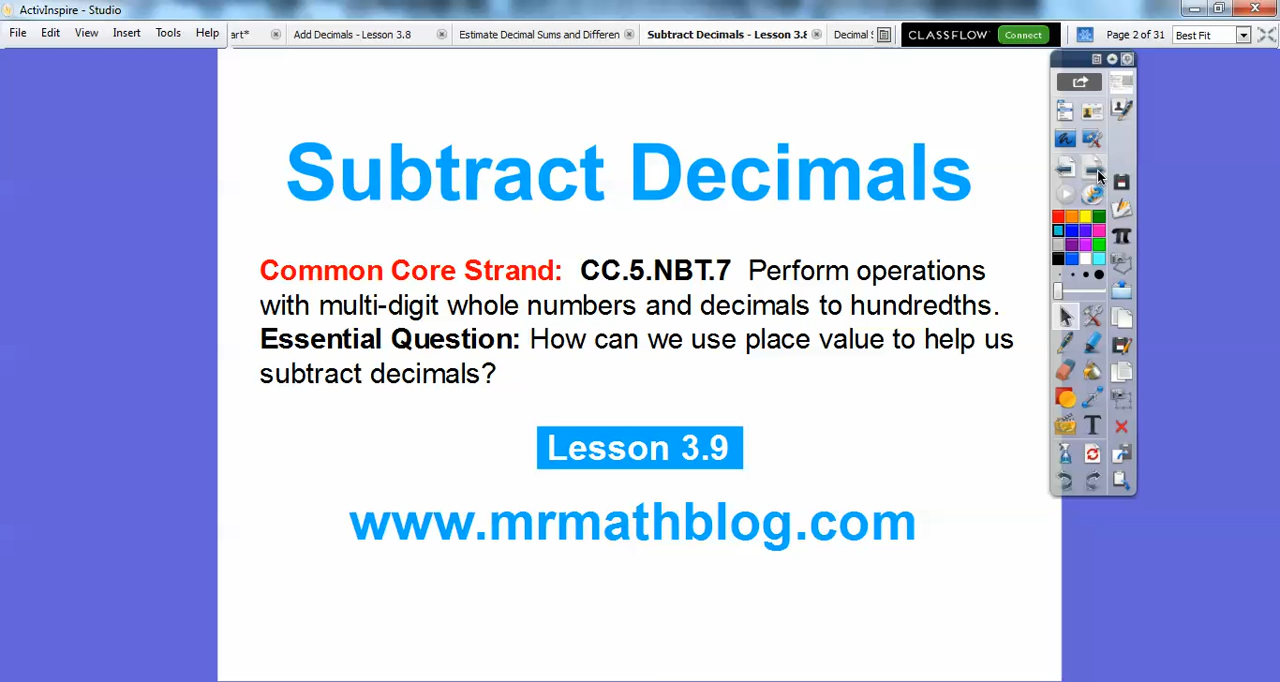 ActivInspire - Studio
File Edit View Insert Tools Help
art* Add Decimals - Lesson 3.8 Estimate Decimal Sums and Differen Subtract Decimals - Lesson 3.8 Decimal S CLASSFLOW Connect Page 2 of 31 Best Fit
Subtract Decimals
Common Core Strand: CC.5.NBT.7 Perform operations
with multi-digit whole numbers and decimals to hundredths.
Essential Question: How can we use place value to help us
subtract decimals?
Lesson 3.9
www.mrmathblog.com